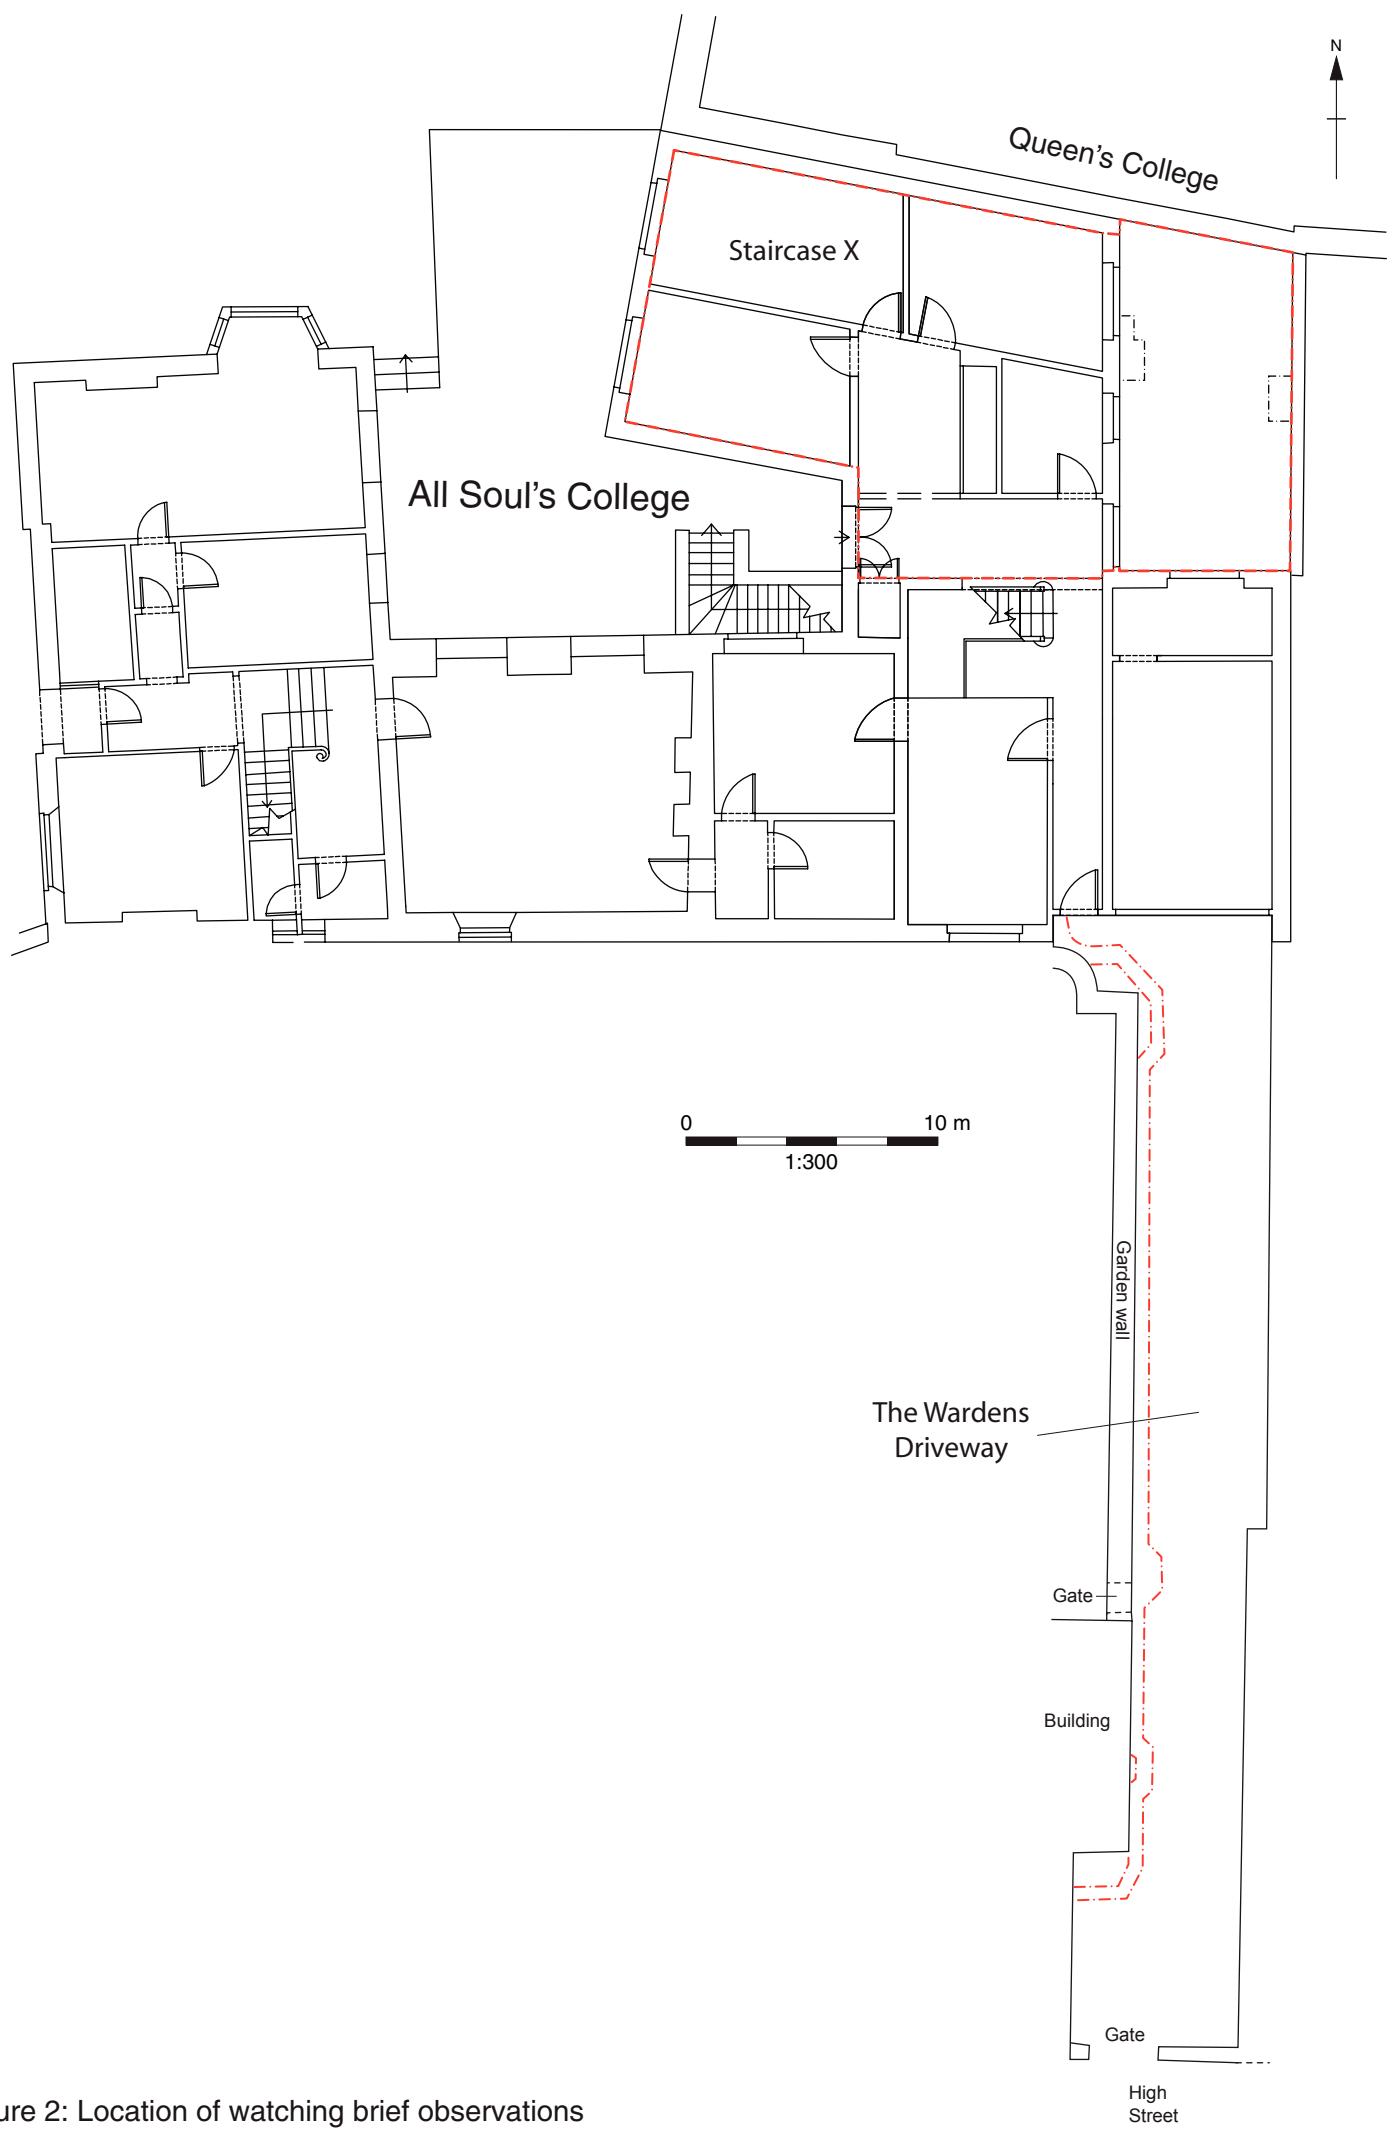 N
Queen's College
Staircase X
All Soul's College
0 10 m
1:300
Garden wall
The Wardens
Driveway
Gate
Building
Gate
High
Street
ure 2: Location of watching brief observations